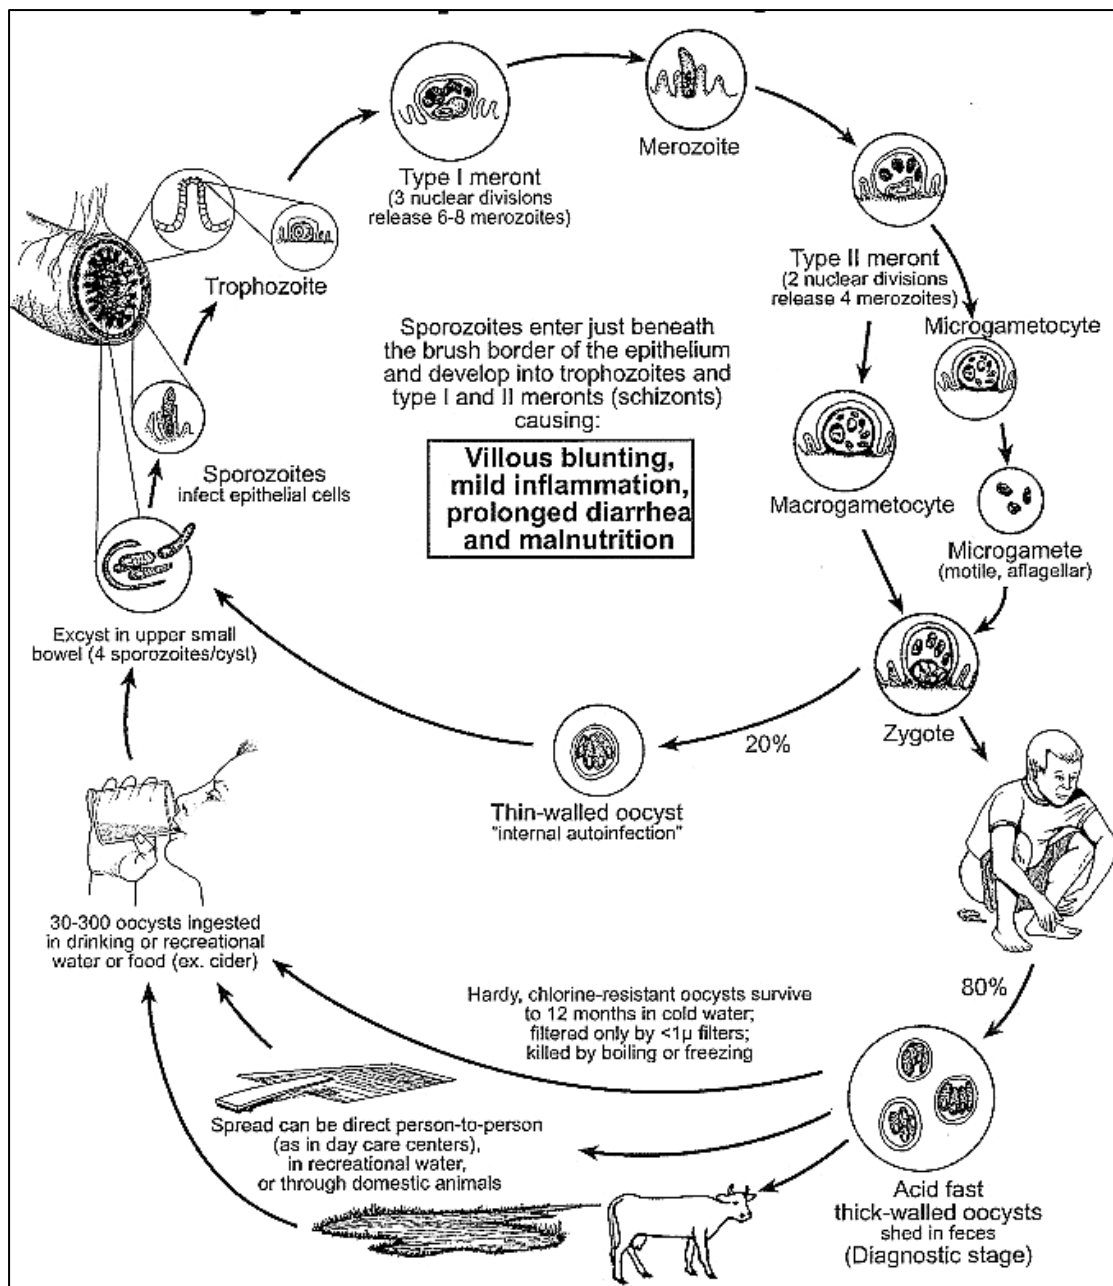 Type I meront
(3 nuclear divisions
release 6-8 merozoites)
Merozoite
Type II meront
(2 nuclear divisions
release 4 merozoites)
Microgametocyte
Macrogametocyte
Microgamete
(motile, aflagellar)
Zygote
Trophozoite
Sporozoites
infect epithelial cells
Sporozoites enter just beneath
the brush border of the epithelium
and develop into trophozoites and
type I and II meronts (schizonts)
causing:
Villous blunting,
mild inflammation,
prolonged diarrhea
and malnutrition
Excyst in upper small
bowel (4 sporozoites/cyst)
20%
Thin-walled oocyst
"internal autoinfection"
30-300 oocysts ingested
in drinking or recreational
water or food (ex. cider)
80%
Hardy, chlorine-resistant oocysts survive
to 12 months in cold water;
filtered only by <1µ filters;
killed by boiling or freezing
Spread can be direct person-to-person
(as in day care centers),
in recreational water,
or through domestic animals
Acid fast
thick-walled oocysts
shed in feces
(Diagnostic stage)